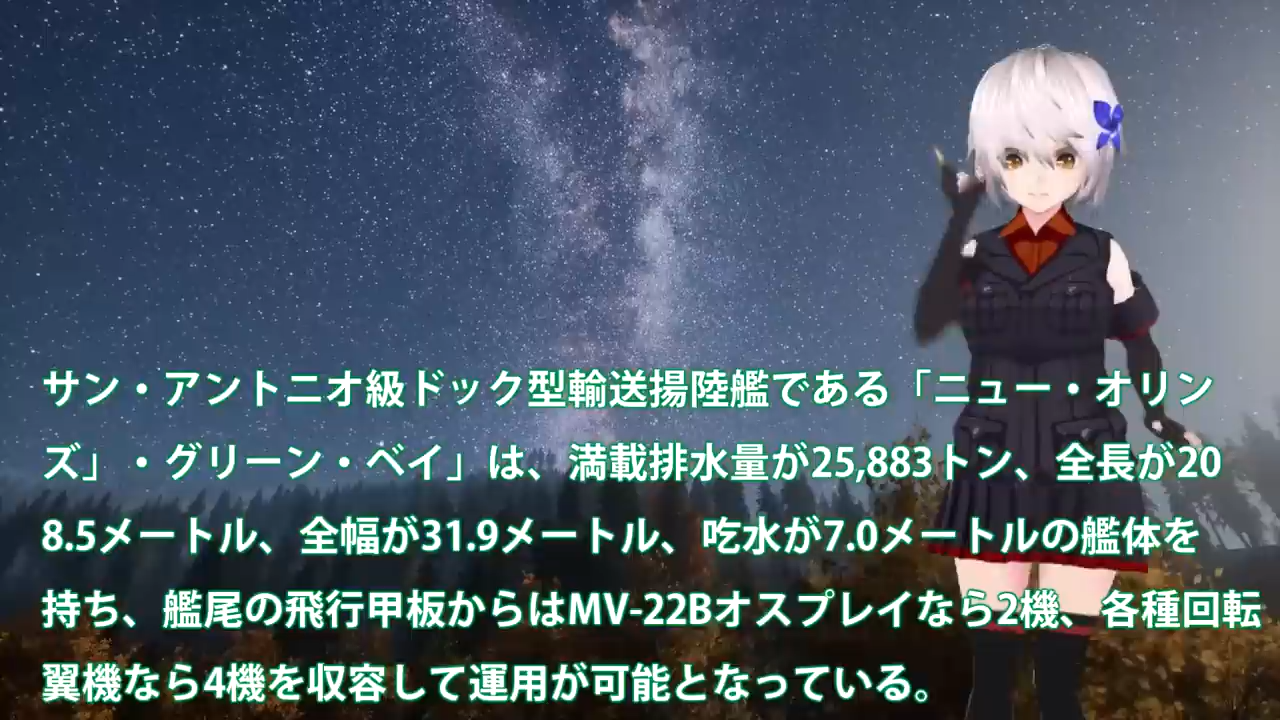 サン・アントニオ級ドック型輸送揚陸艦である「ニュー・オリン
ズ」・グリーン・ベイ」は、満載排水量が25,883トン、全長が20
8.5メートル、全幅が31.9メートル、吃水が7.0メートルの艦体を
持ち、艦尾の飛行甲板からはMV-22Bオスプレイなら2機、各種回転
翼機なら4機を収容して運用が可能となっている。